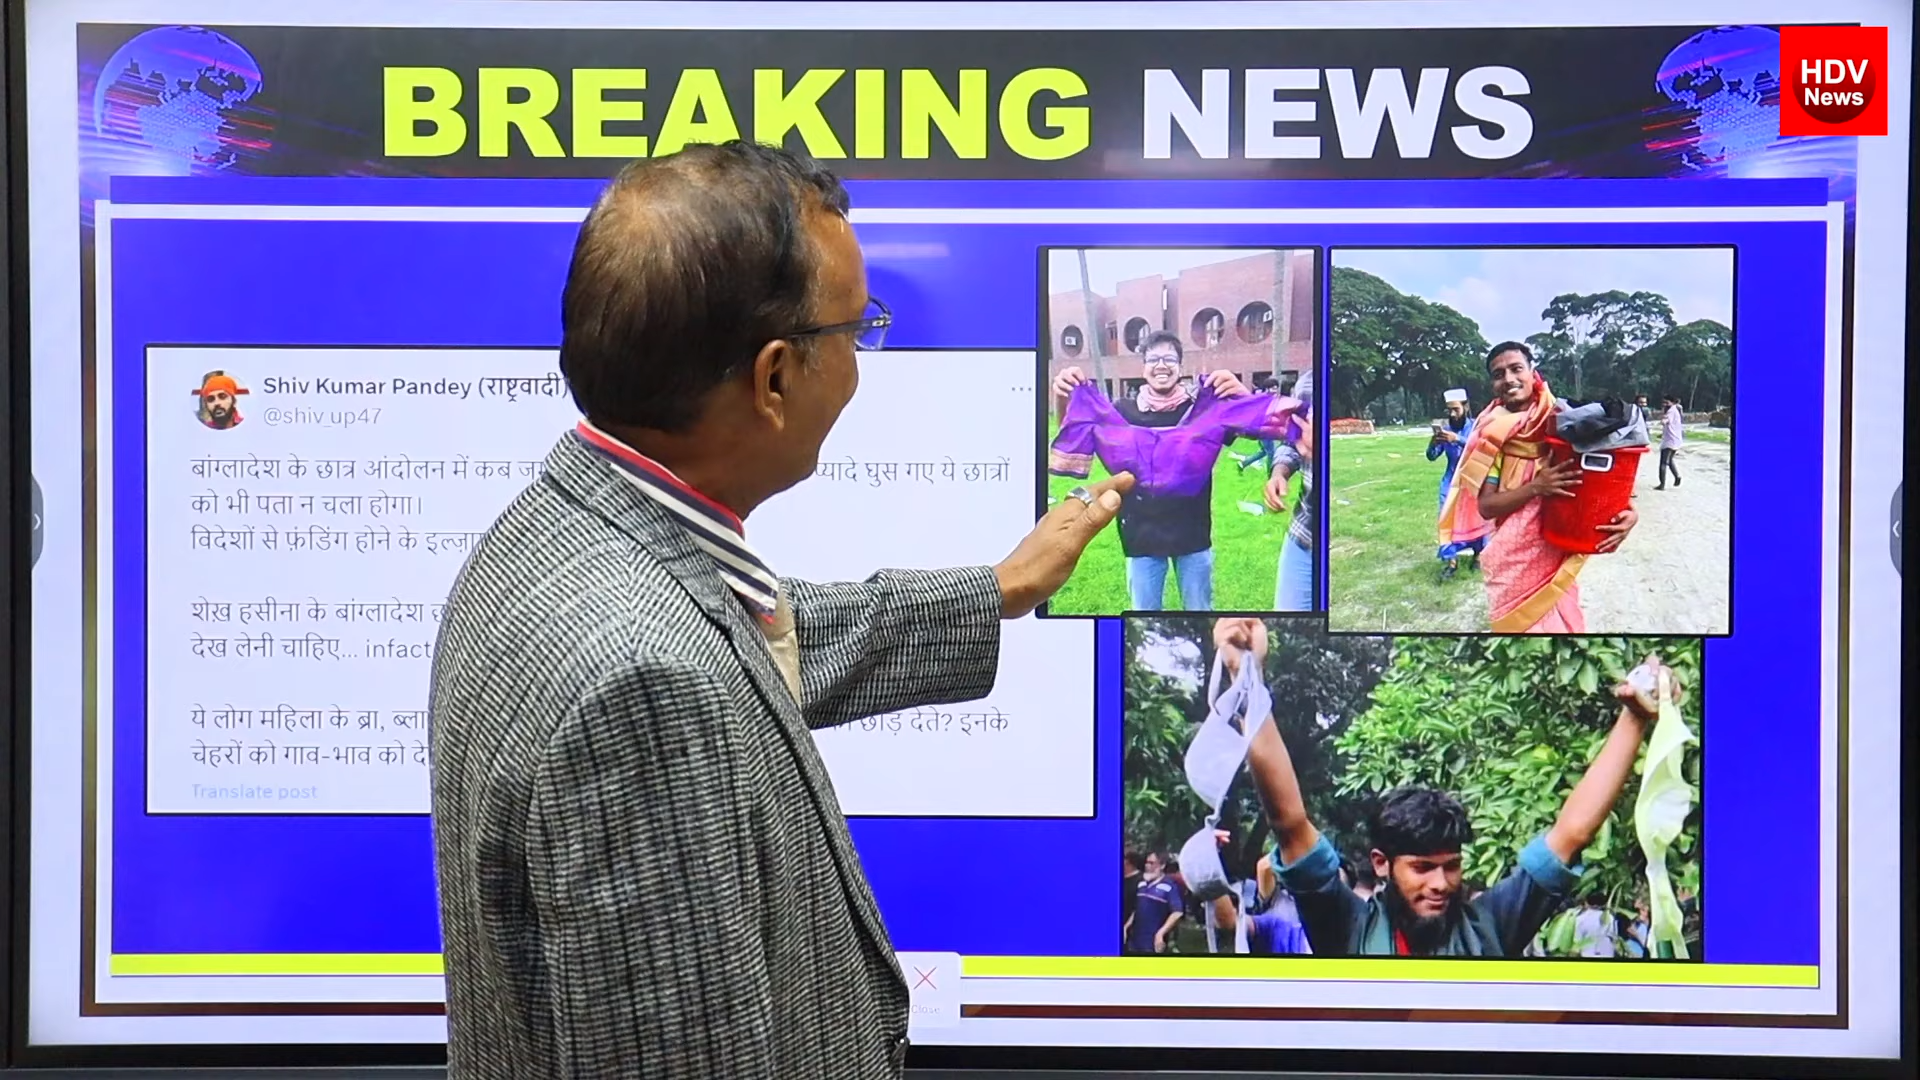 BREAKING NEWS
HDV
News
Shiv Kumar Pandey (राष्ट्रवादी)
@shiv_up47
बांग्लादेश के छात्र आंदोलन में कब प्यादे घुस गए ये छात्रों
को भी पता न चला होगा।
विदेशों से फ़ंडिंग होने के
शेख़ हसीना के बांग्लादेश
देख लेनी चाहिए... infact
ये लोग महिला के ब्रा, देते? इनके
चेहरों को गाव-भाव को
Translate post
Close